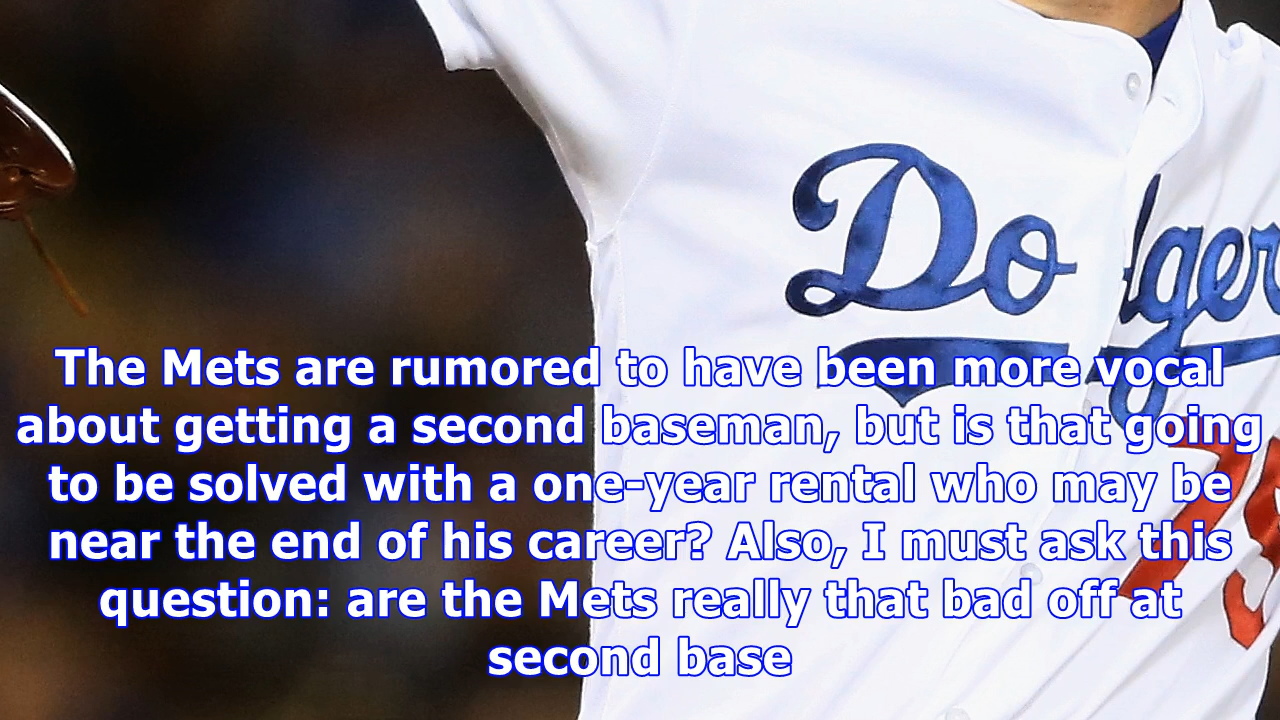 Dodger
The Mets are rumored to have been more vocal
about getting a second baseman, but is that going
to be solved with a one-year rental who may be
near the end of his career? Also, I must ask this
question: are the Mets really that bad off at
second base